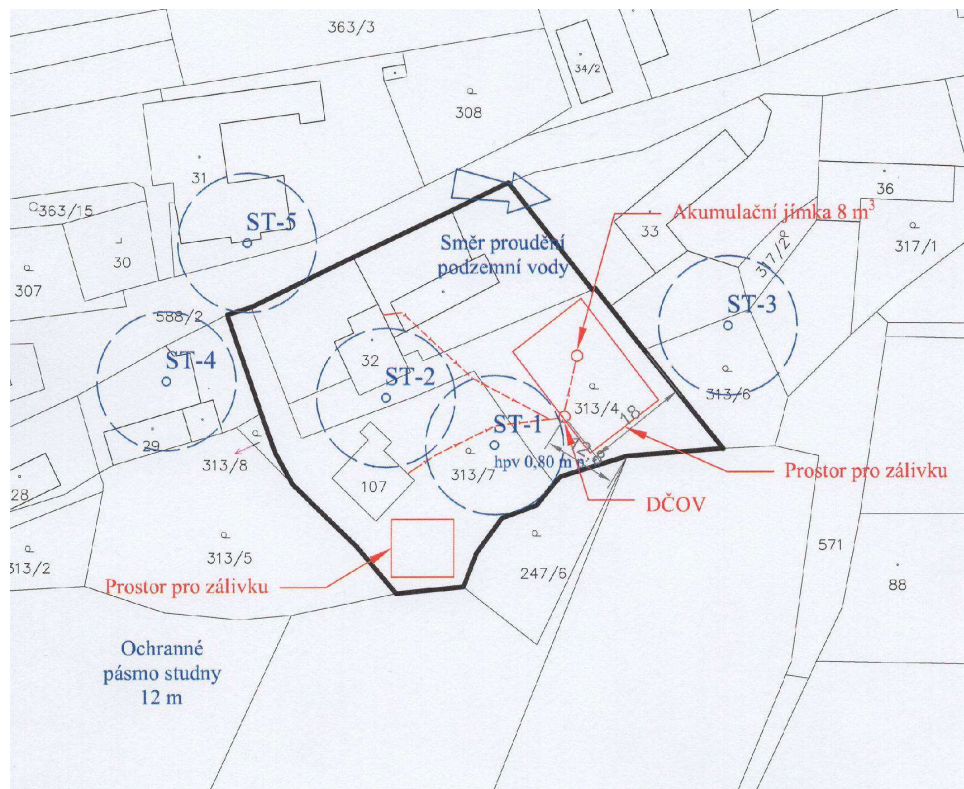 363/3
34/2
308
31
36
363/15
ST-5
Akumulační jímka 8 m³
33
317/1
Směr proudění
podzemní vody
317/2
30
307
588/2
ST-3
ST-4
32
ST-2
313/6
313/4
18
ST-1
29
313/8
hpv 0,80 m
313/7
Prostor pro zálivku
28
107
DČOV
313/2
313/5
247/6
571
88
Prostor pro zálivku
Ochranné
pásmo studny
12 m